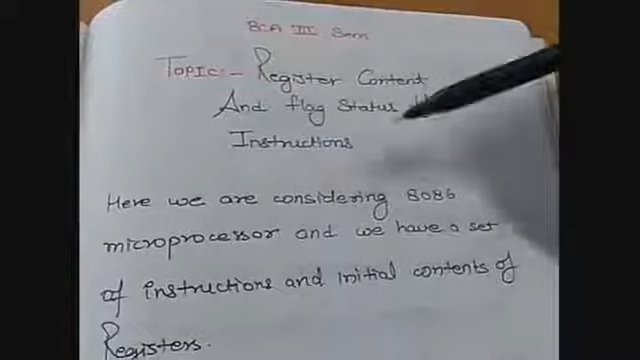 BCA III Sem
Topic:- Register Content
And flag Status
Instructions
Here we are considering 8086
microprocessor and we have a set
of instructions and initial contents of
Registers.